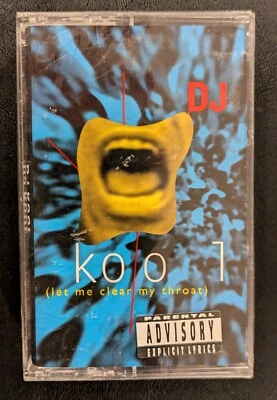 DJ
kool
(let me clear my throat)
PARENTAL
ADVISORY
EXPLICIT LYRICS